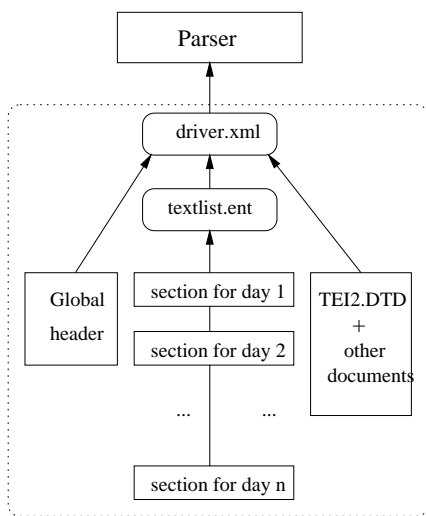 Parser
driver.xml
textlist.ent
Global
header
section for day 1
section for day 2
... ...
section for day n
TEI2.DTD
+
other
documents